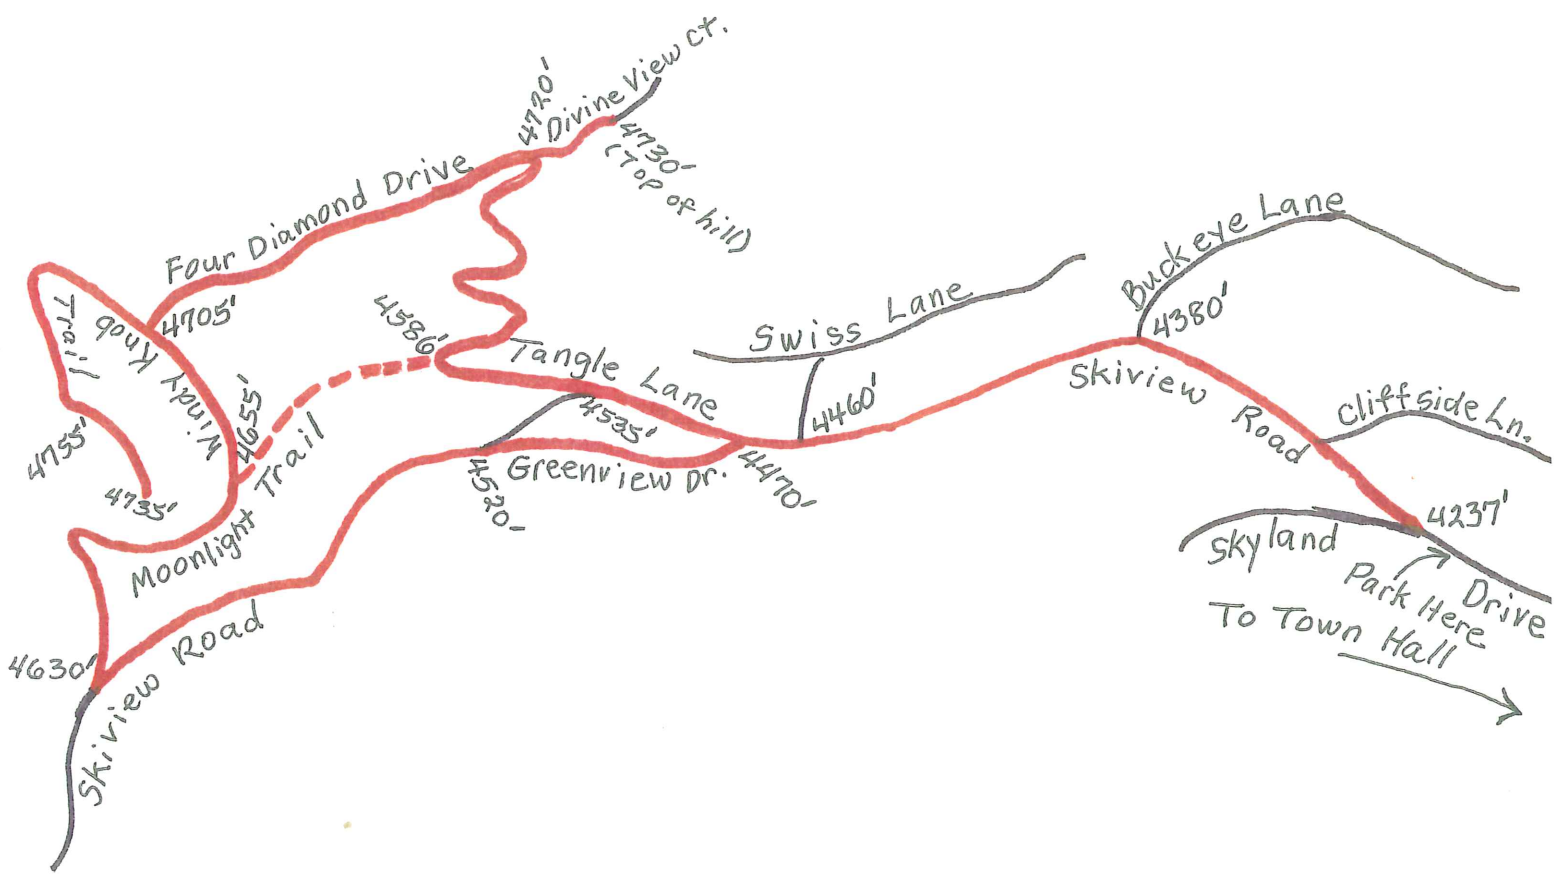 Divine View Ct.
4720'
4730'
(Top of hill)
Four Diamond Drive
4705'
Windy Knob
Trail
4755'
4735'
4655'
4586'
Moonlight Trail
Tangle Lane
4535'
Greenview Dr.
4520'
4470'
Swiss Lane
4460'
Buckeye Lane
4380'
Skiview Road
Cliffside Ln.
4237'
Skyland Drive
Park Here
To Town Hall
4630'
Skiview Road